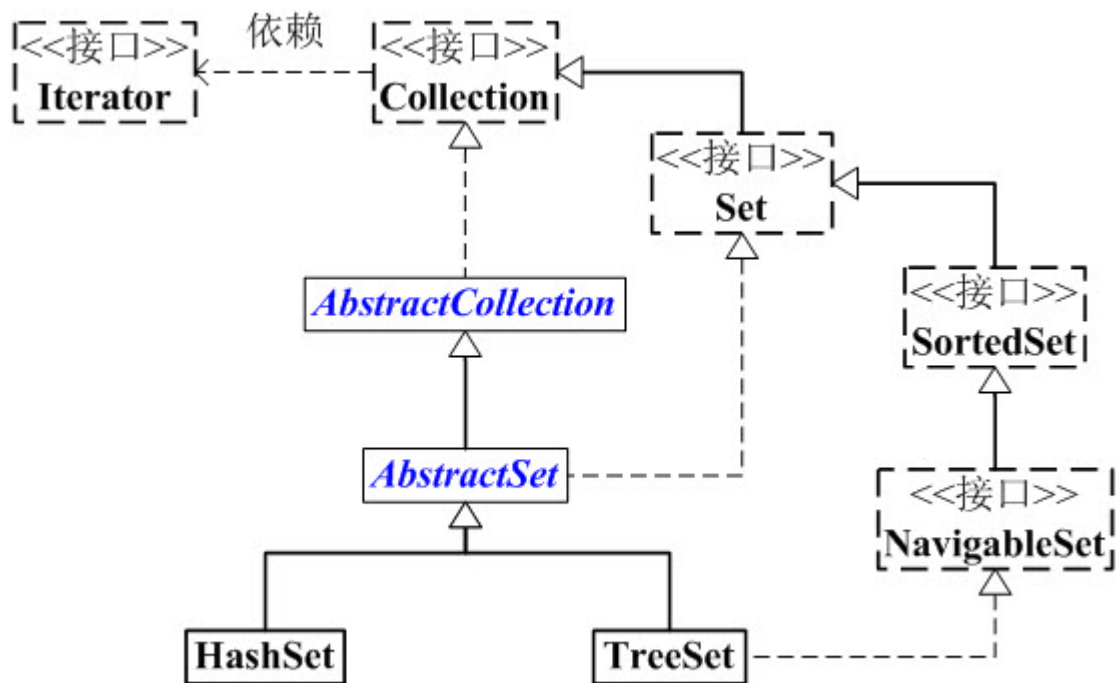 <<接口>>
Iterator
依赖
<<接口>>
Collection
<<接口>>
Set
<<接口>>
SortedSet
AbstractCollection
AbstractSet
<<接口>>
NavigableSet
HashSet
TreeSet